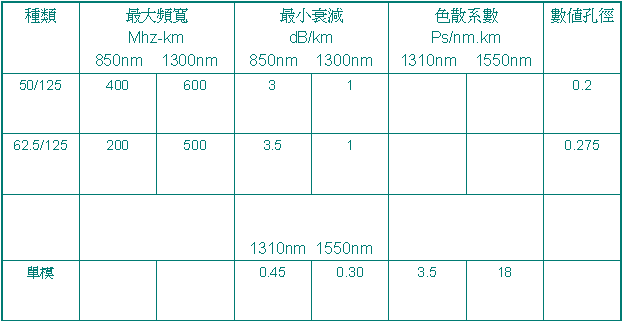 種類 最大頻寬 最小衰減 色散系數 數值孔徑
Mhz-km dB/km Ps/nm.km
850nm 1300nm 850nm 1300nm 1310nm 1550nm
50/125 400 600 3 1 0.2
62.5/125 200 500 3.5 1 0.275
1310nm 1550nm
單模 0.45 0.30 3.5 18